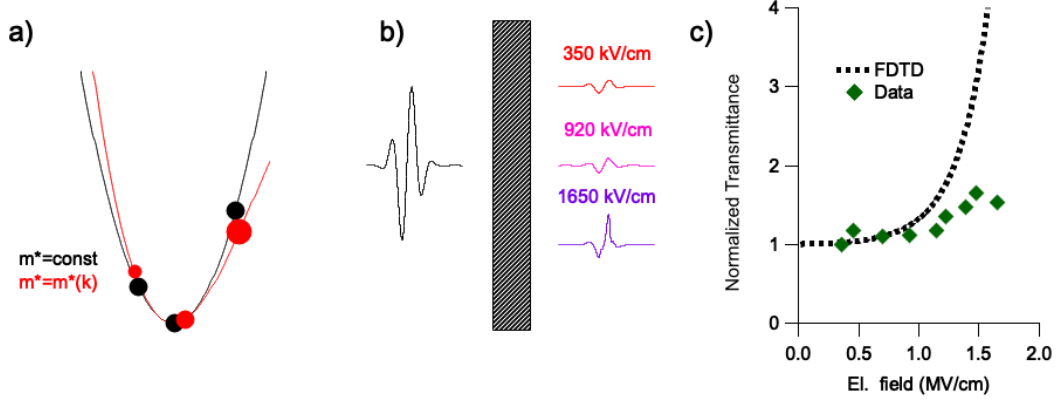 a)
m*=const
m*=m*(k)
b)
350 kV/cm
920 kV/cm
1650 kV/cm
c)
Normalized Transmittance
4
3
2
1
0
FDTD
Data
0.0
0.5
1.0
1.5
2.0
El. field (MV/cm)